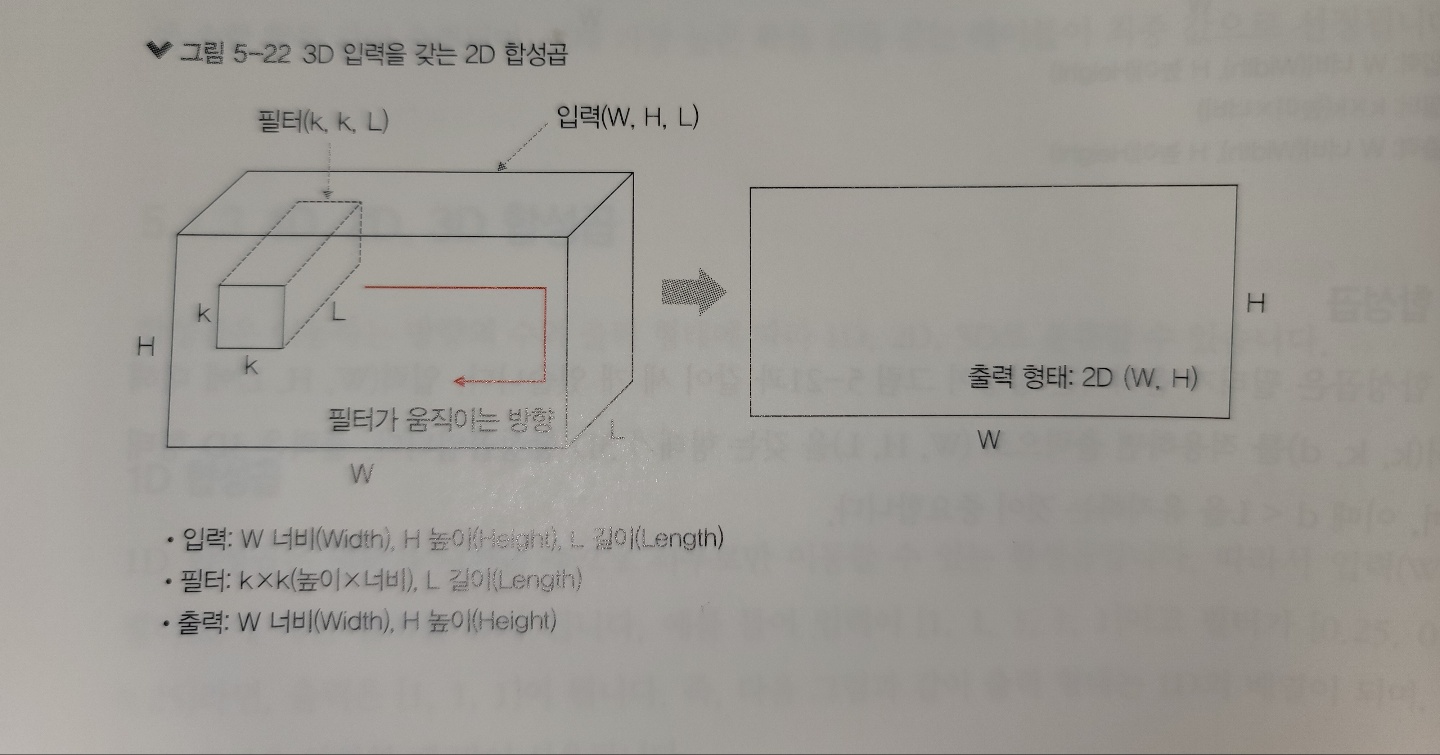 그림 5-22 3D 입력을 갖는 2D 합성곱
필터(k, k, L)
입력(W, H, L)
k
L
H
k
H
출력 형태: 2D (W, H)
필터가 움직이는 방향
L
W
W
• 입력: W 너비(Width), H 높이(Height), L 길이(Length)
• 필터: k×k(높이×너비), L 길이(Length)
• 출력: W 너비(Width), H 높이(Height)